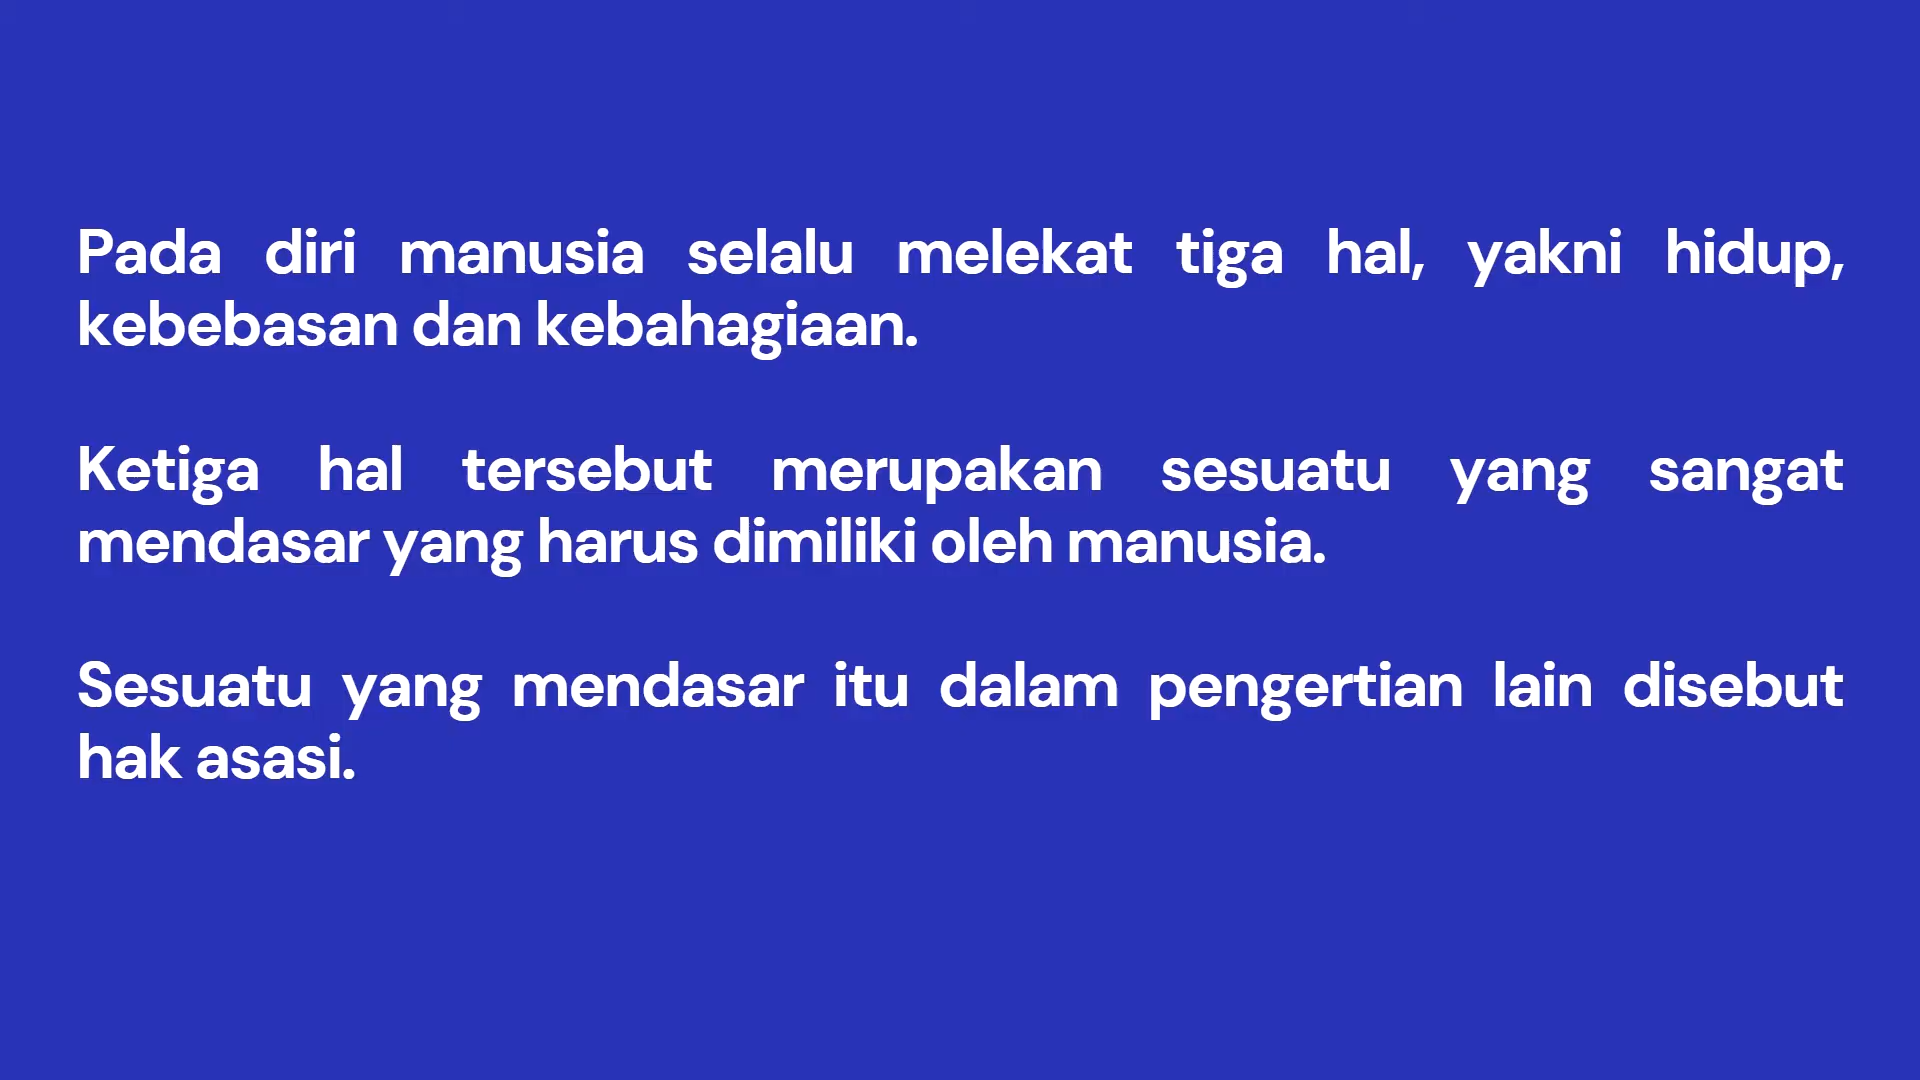 Pada diri manusia selalu melekat tiga hal, yakni hidup,
kebebasan dan kebahagiaan.
Ketiga hal tersebut merupakan sesuatu yang sangat
mendasar yang harus dimiliki oleh manusia.
Sesuatu yang mendasar itu dalam pengertian lain disebut
hak asasi.